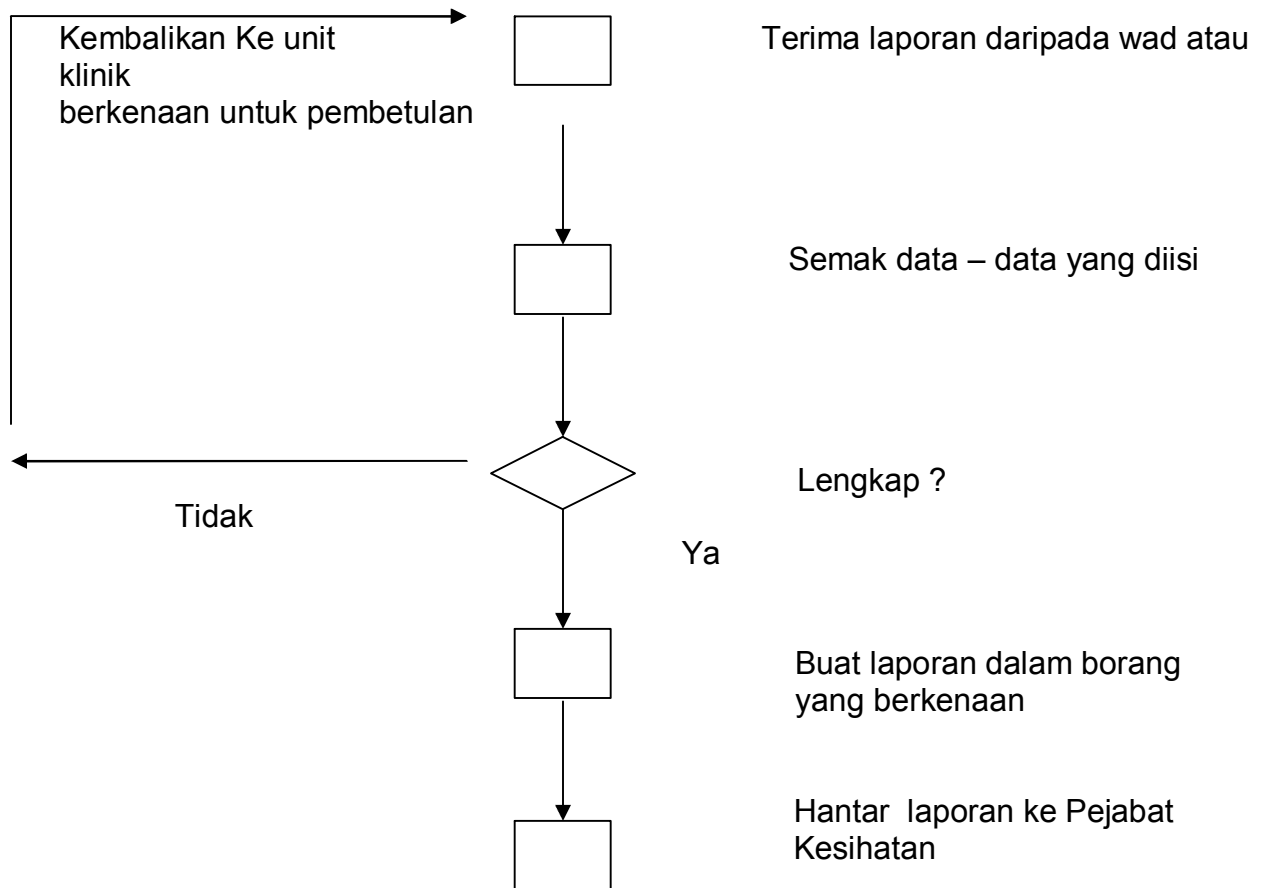 Kembalikan Ke unit
klinik
berkenaan untuk pembetulan
Terima laporan daripada wad atau
Semak data – data yang diisi
Lengkap ?
Tidak
Ya
Buat laporan dalam borang
yang berkenaan
Hantar laporan ke Pejabat
Kesihatan